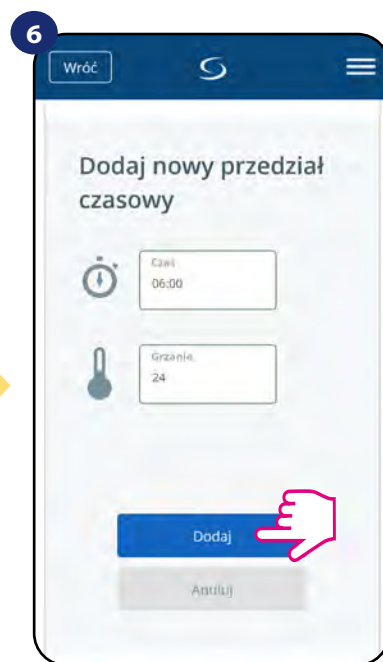 6
Wróć
Dodaj nowy przedział
czasowy
Czas
06:00
Grzanie
24
Dodaj
Anuluj